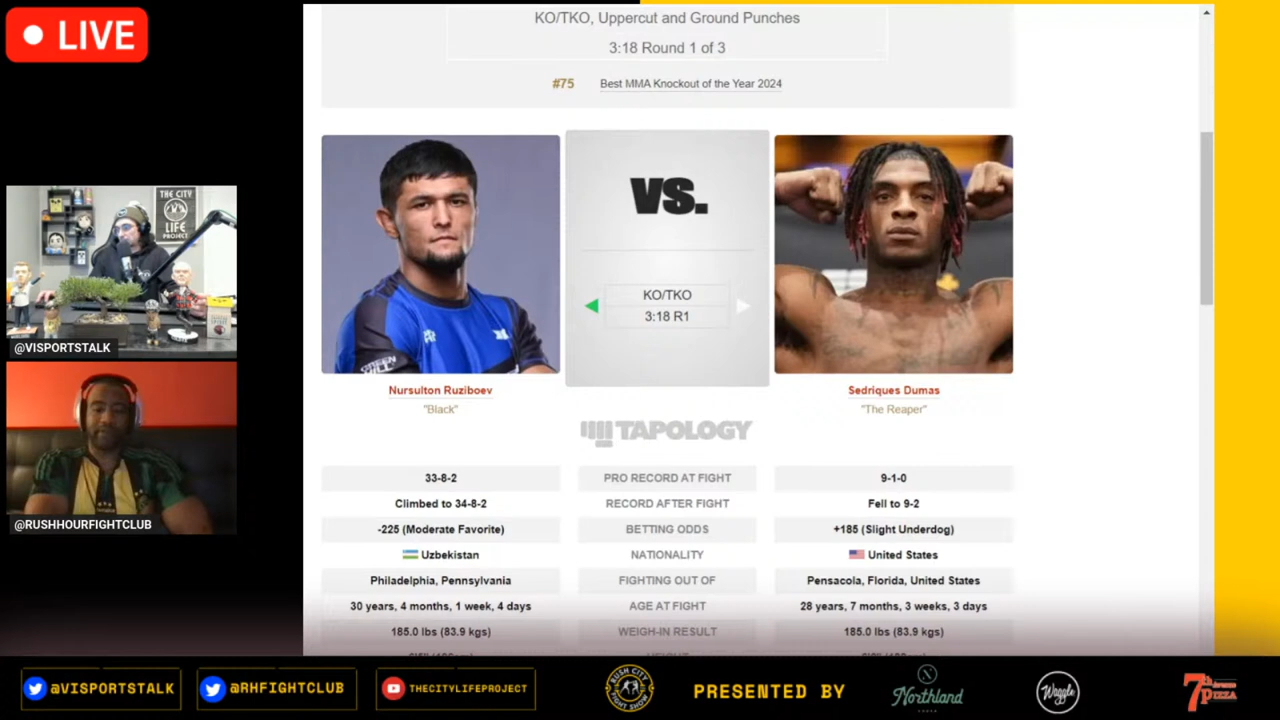 LIVE
KO/TKO, Uppercut and Ground Punches
3:18 Round 1 of 3
#75 Best MMA Knockout of the Year 2024
THE CITY
LIFE
PROJECT
@VISPORTSTALK
@RUSHHOURFIGHTCLUB
VS.
KO/TKO
3:18 R1
Nursulton Ruziboev
"Black"
Sedriques Dumas
"The Reaper"
TAPOLOGY
33-8-2 PRO RECORD AT FIGHT 9-1-0
Climbed to 34-8-2 RECORD AFTER FIGHT Fell to 9-2
-225 (Moderate Favorite) BETTING ODDS +185 (Slight Underdog)
Uzbekistan NATIONALITY United States
Philadelphia, Pennsylvania FIGHTING OUT OF Pensacola, Florida, United States
30 years, 4 months, 1 week, 4 days AGE AT FIGHT 28 years, 7 months, 3 weeks, 3 days
185.0 lbs (83.9 kgs) WEIGH-IN RESULT 185.0 lbs (83.9 kgs)
@VISPORTSTALK
@RHFIGHTCLUB
THECITYLIFEPROJECT
RUSH CITY
FIGHT SHOW
PRESENTED BY
Northland
Waggle
7th
PIZZA